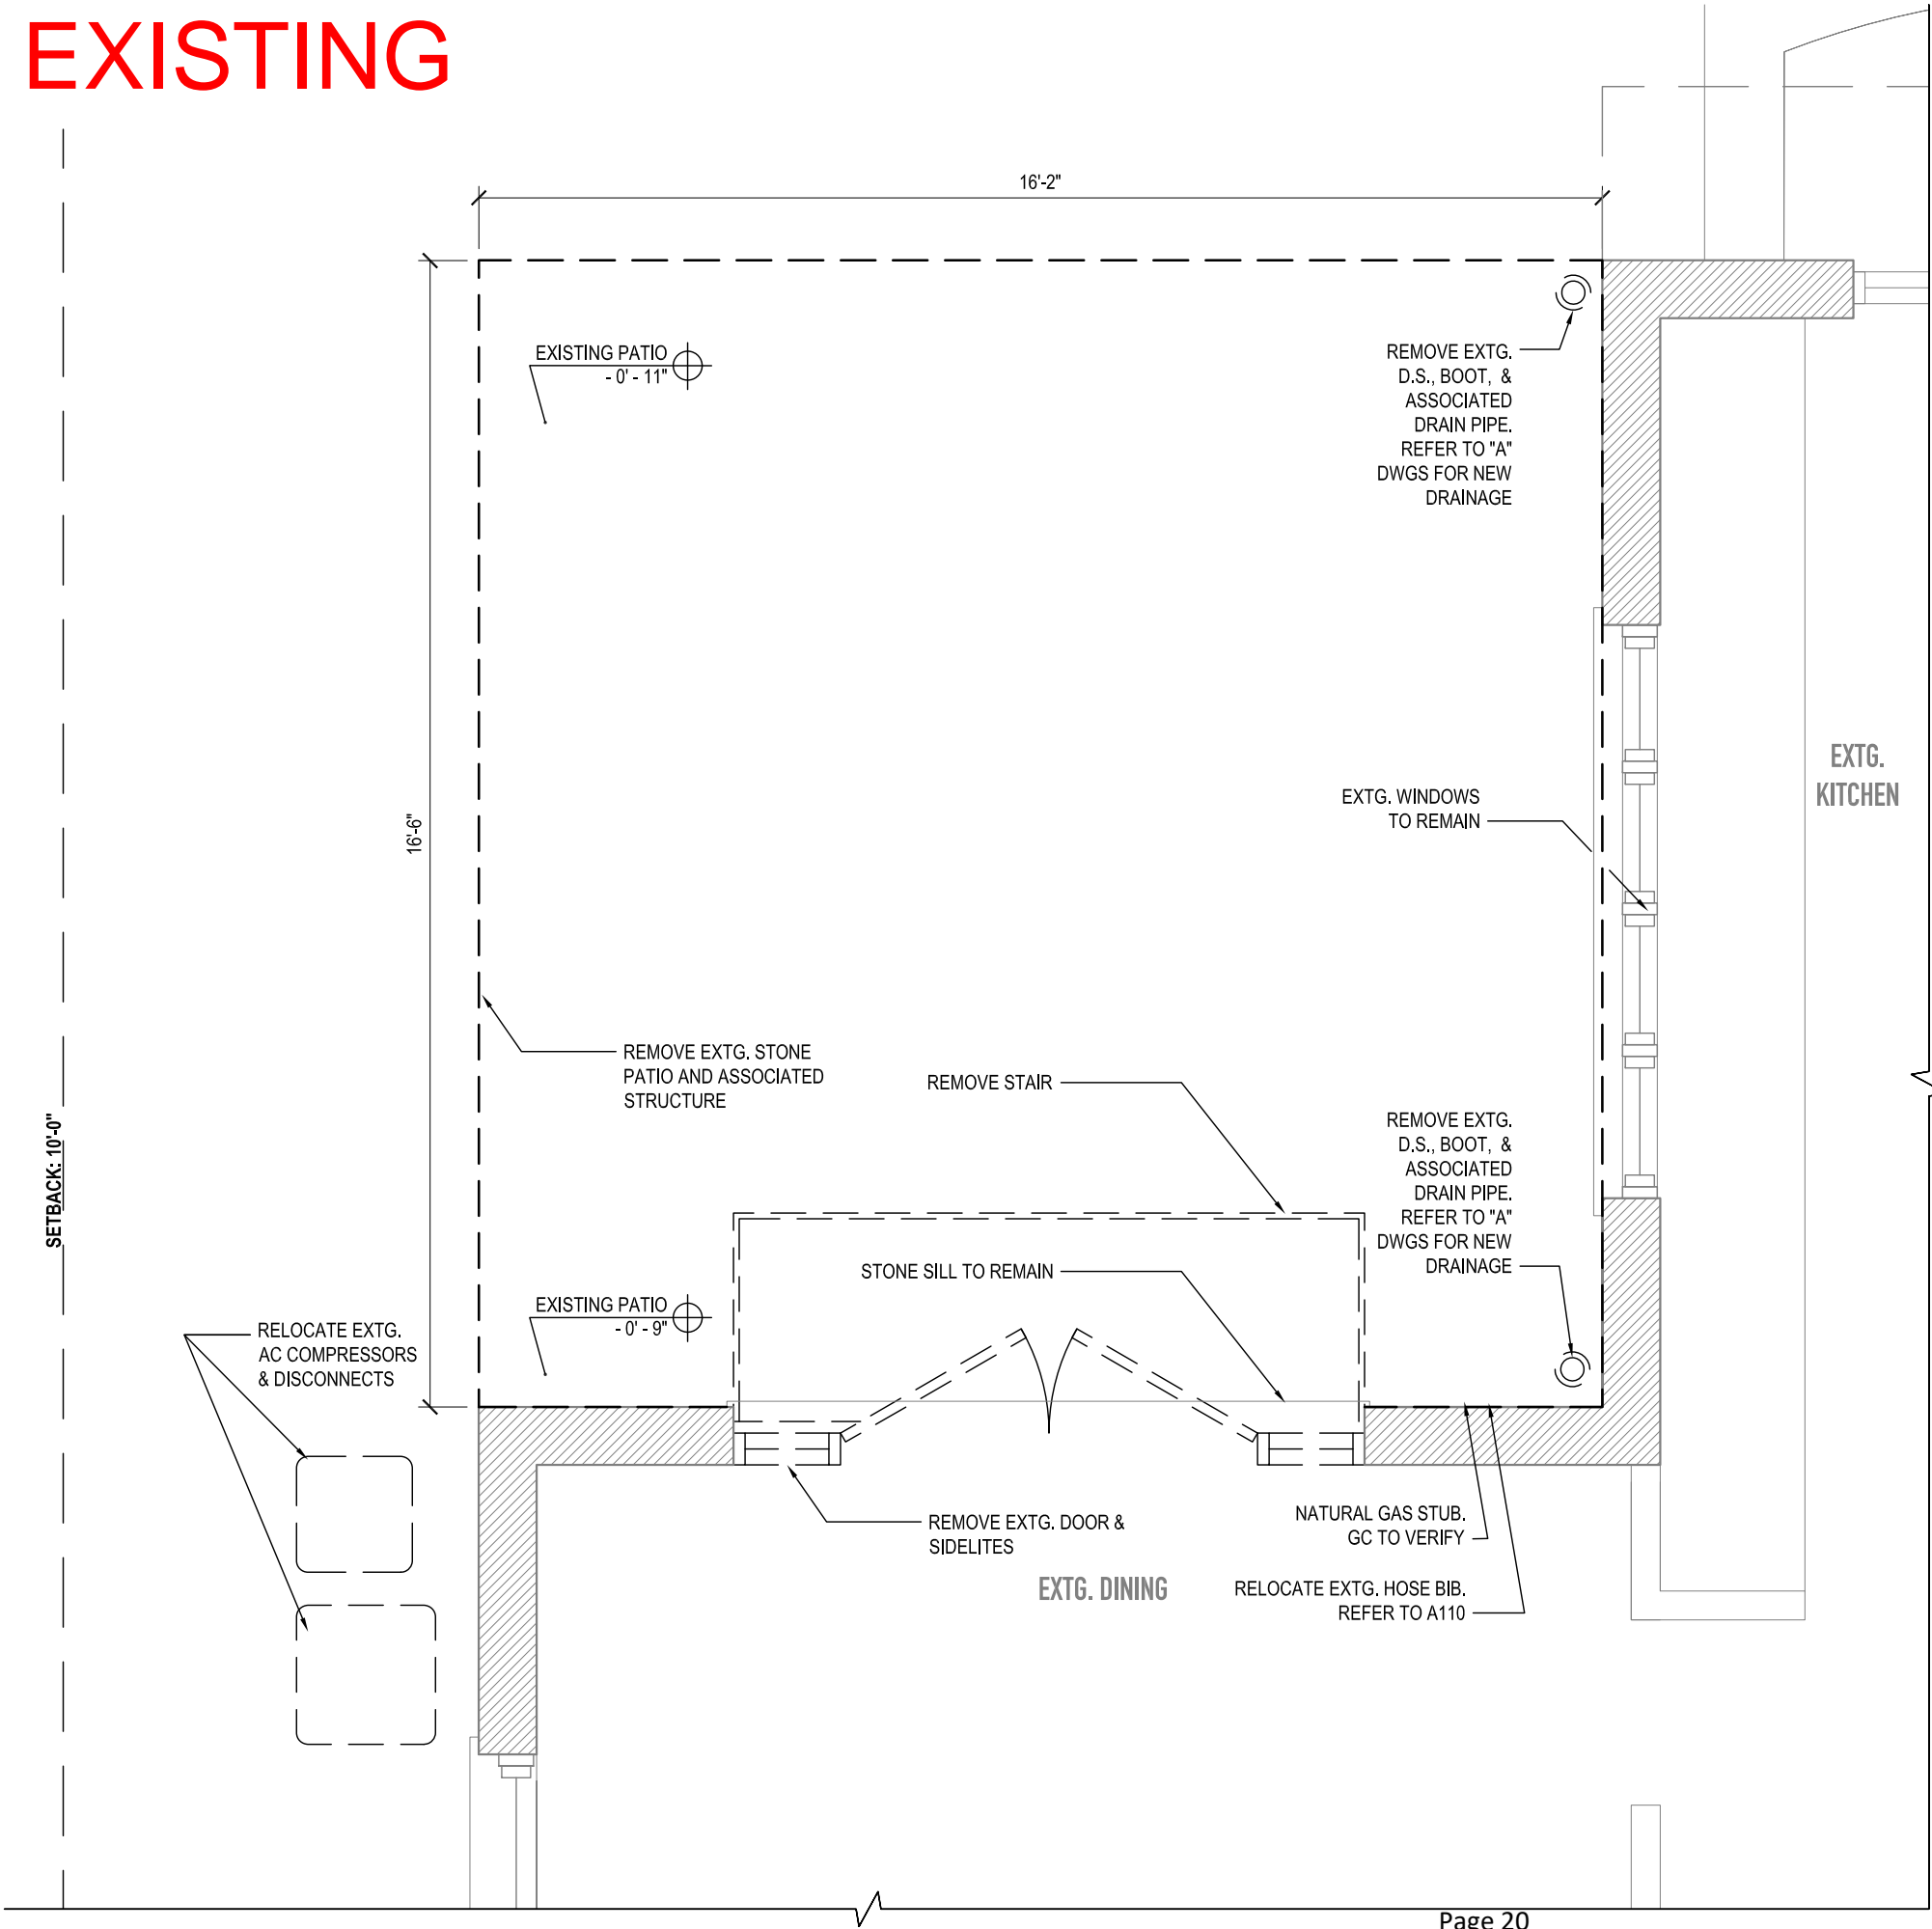 EXISTING
16'-2"
EXISTING PATIO
- 0' - 11"
REMOVE EXTG.
D.S., BOOT, &
ASSOCIATED
DRAIN PIPE.
REFER TO "A"
DWGS FOR NEW
DRAINAGE
16'-6"
EXTG. WINDOWS
TO REMAIN
EXTG.
KITCHEN
REMOVE EXTG. STONE
PATIO AND ASSOCIATED
STRUCTURE
REMOVE STAIR
REMOVE EXTG.
D.S., BOOT, &
ASSOCIATED
DRAIN PIPE.
REFER TO "A"
DWGS FOR NEW
DRAINAGE
SETBACK: 10'-0"
STONE SILL TO REMAIN
EXISTING PATIO
- 0' - 9"
RELOCATE EXTG.
AC COMPRESSORS
& DISCONNECTS
REMOVE EXTG. DOOR &
SIDELITES
NATURAL GAS STUB.
GC TO VERIFY
EXTG. DINING
RELOCATE EXTG. HOSE BIB.
REFER TO A110
Page 20